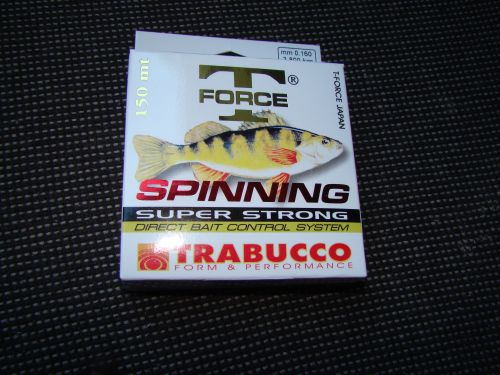 mm 0.160
150 mt
T
®
FORCE
T-FORCE JAPAN
SPINNING
SUPER STRONG
DIRECT BAIT CONTROL SYSTEM
TRABUCCO
FORM & PERFORMANCE